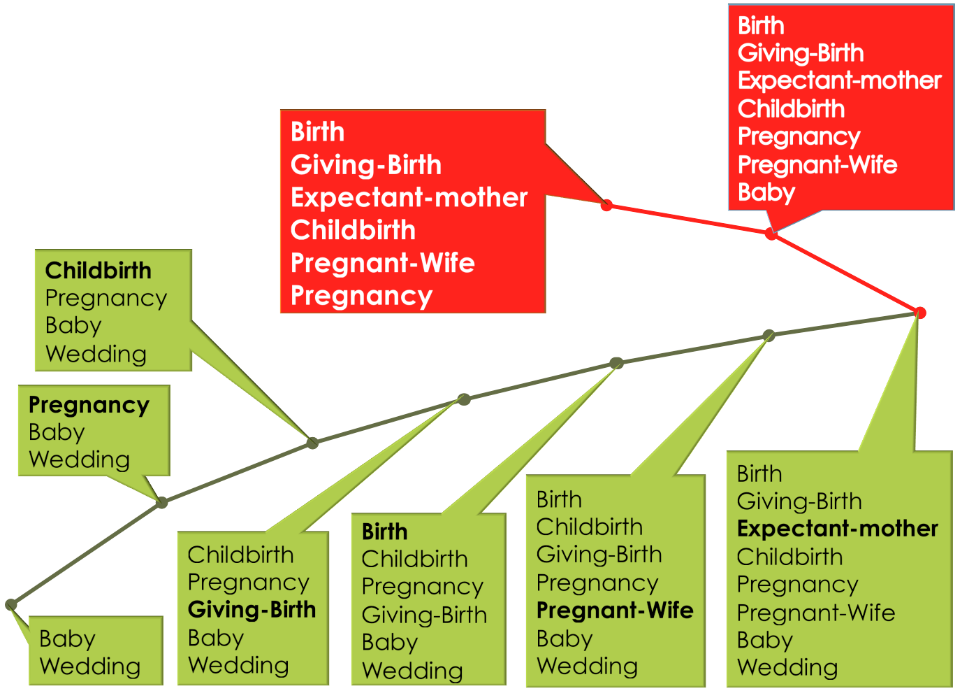 Birth
Giving-Birth
Expectant-mother
Childbirth
Pregnancy
Pregnant-Wife
Baby
Birth
Giving-Birth
Expectant-mother
Childbirth
Pregnant-Wife
Pregnancy
Childbirth
Pregnancy
Baby
Wedding
Pregnancy
Baby
Wedding
Baby
Wedding
Childbirth
Pregnancy
Giving-Birth
Baby
Wedding
Birth
Childbirth
Pregnancy
Giving-Birth
Baby
Wedding
Birth
Childbirth
Giving-Birth
Pregnancy
Pregnant-Wife
Baby
Wedding
Birth
Giving-Birth
Expectant-mother
Childbirth
Pregnancy
Pregnant-Wife
Baby
Wedding